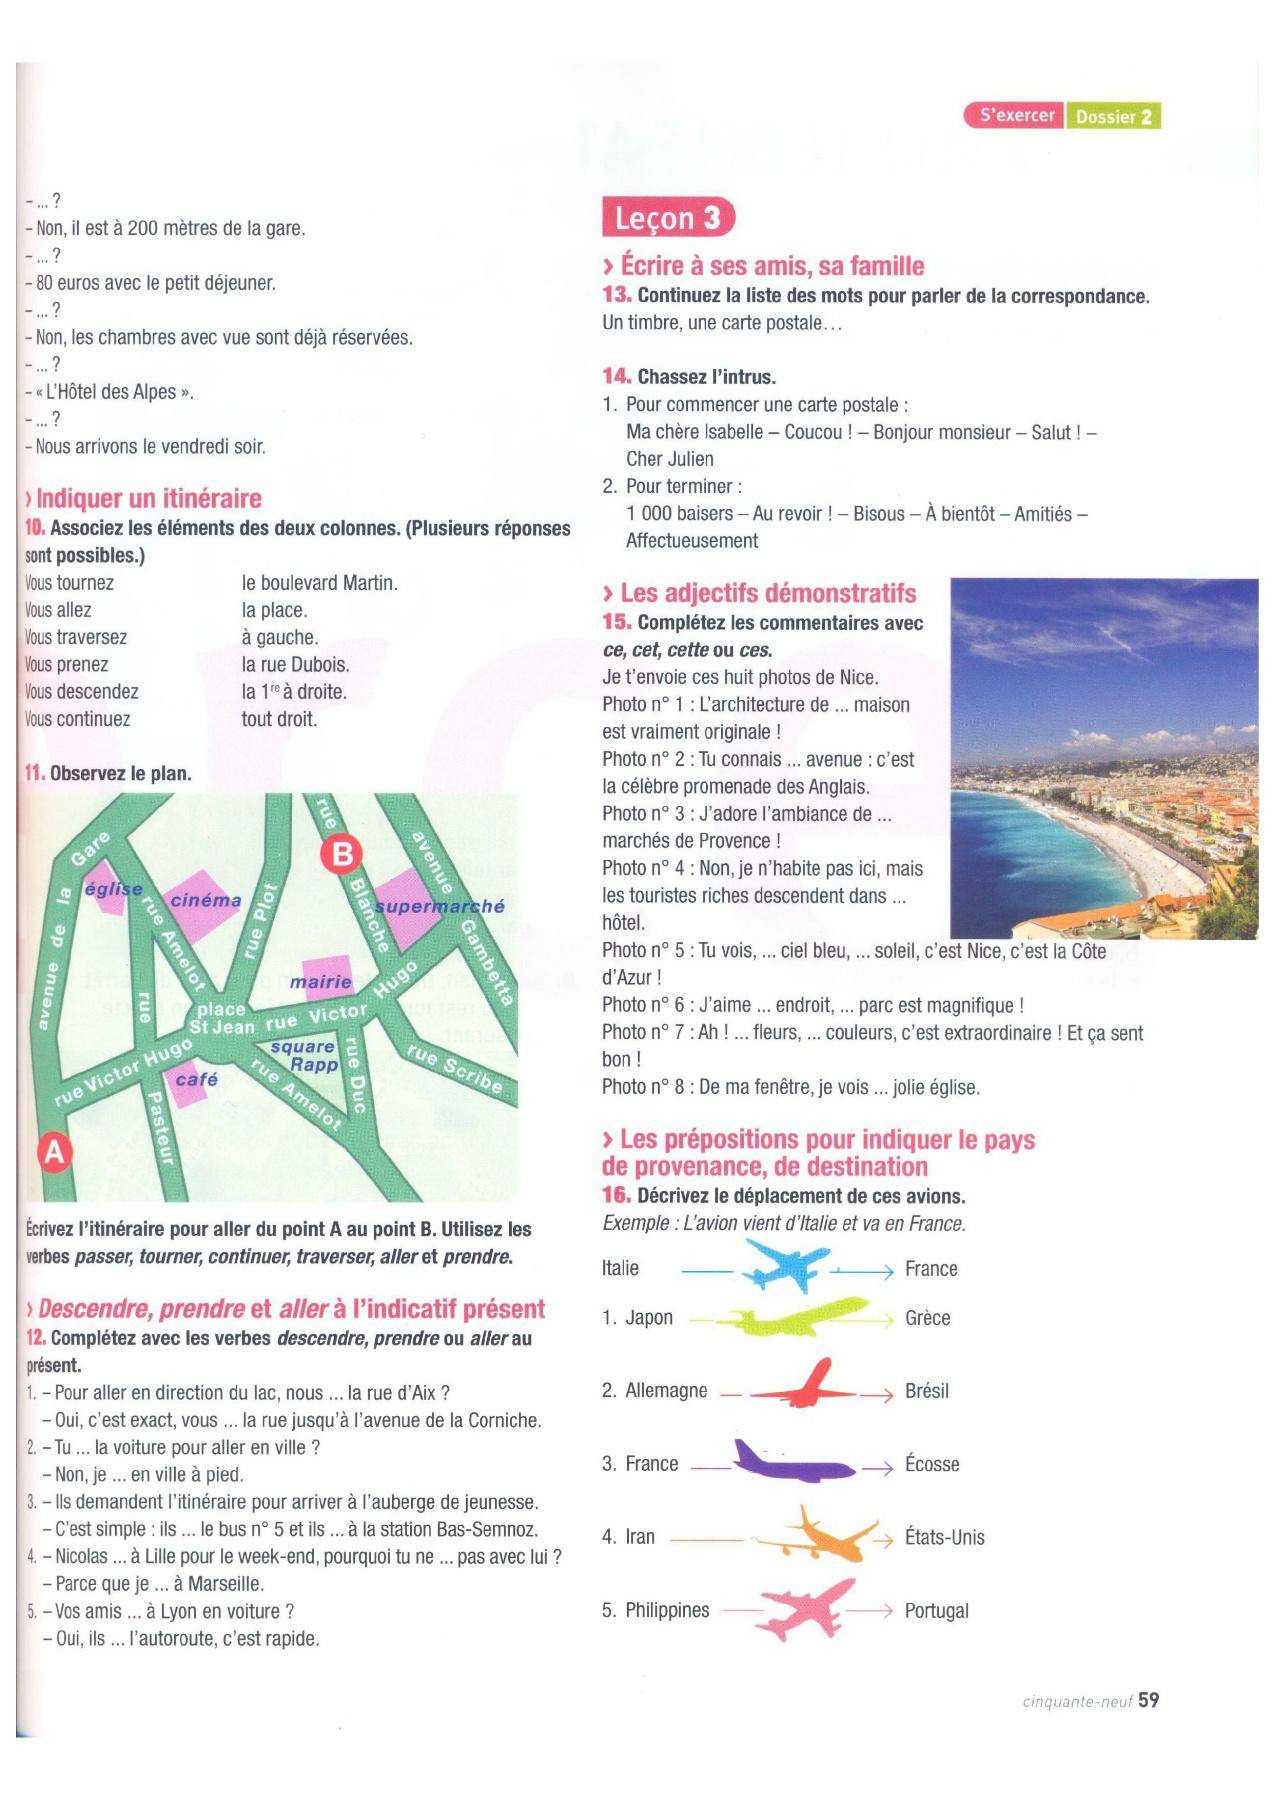 S'exercer Dossier 2
- ... ?
- Non, il est à 200 mètres de la gare.
- ... ?
- 80 euros avec le petit déjeuner.
- ... ?
- Non, les chambres avec vue sont déjà réservées.
- ... ?
- « L'Hôtel des Alpes ».
- ... ?
- Nous arrivons le vendredi soir.
› Indiquer un itinéraire
10. Associez les éléments des deux colonnes. (Plusieurs réponses
sont possibles.)
Vous tournez le boulevard Martin.
Vous allez la place.
Vous traversez à gauche.
Vous prenez la rue Dubois.
Vous descendez la 1re à droite.
Vous continuez tout droit.
11. Observez le plan.
avenue de la Gare
église
rue Amelot
cinéma
rue Plot
rue Blanche
B
avenue Gambetta
supermarché
mairie
place
St Jean
rue Victor Hugo
square
Rapp
rue Duc
rue Scribe
rue Victor Hugo
café
rue Amelot
rue Pasteur
A
Écrivez l'itinéraire pour aller du point A au point B. Utilisez les
verbes passer, tourner, continuer, traverser, aller et prendre.
› Descendre, prendre et aller à l'indicatif présent
12. Complétez avec les verbes descendre, prendre ou aller au
présent.
1. – Pour aller en direction du lac, nous ... la rue d'Aix ?
– Oui, c'est exact, vous ... la rue jusqu'à l'avenue de la Corniche.
2. – Tu ... la voiture pour aller en ville ?
– Non, je ... en ville à pied.
3. – Ils demandent l'itinéraire pour arriver à l'auberge de jeunesse.
– C'est simple : ils ... le bus n° 5 et ils ... à la station Bas-Semnoz.
4. – Nicolas ... à Lille pour le week-end, pourquoi tu ne ... pas avec lui ?
– Parce que je ... à Marseille.
5. – Vos amis ... à Lyon en voiture ?
– Oui, ils ... l'autoroute, c'est rapide.
Leçon 3
› Écrire à ses amis, sa famille
13. Continuez la liste des mots pour parler de la correspondance.
Un timbre, une carte postale...
14. Chassez l'intrus.
1. Pour commencer une carte postale :
Ma chère Isabelle – Coucou ! – Bonjour monsieur – Salut ! –
Cher Julien
2. Pour terminer :
1 000 baisers – Au revoir ! – Bisous – À bientôt – Amitiés –
Affectueusement
› Les adjectifs démonstratifs
15. Complétez les commentaires avec
ce, cet, cette ou ces.
Je t'envoie ces huit photos de Nice.
Photo n° 1 : L'architecture de ... maison
est vraiment originale !
Photo n° 2 : Tu connais ... avenue : c'est
la célèbre promenade des Anglais.
Photo n° 3 : J'adore l'ambiance de ...
marchés de Provence !
Photo n° 4 : Non, je n'habite pas ici, mais
les touristes riches descendent dans ...
hôtel.
Photo n° 5 : Tu vois, ... ciel bleu, ... soleil, c'est Nice, c'est la Côte
d'Azur !
Photo n° 6 : J'aime ... endroit, ... parc est magnifique !
Photo n° 7 : Ah ! ... fleurs, ... couleurs, c'est extraordinaire ! Et ça sent
bon !
Photo n° 8 : De ma fenêtre, je vois ... jolie église.
› Les prépositions pour indiquer le pays
de provenance, de destination
16. Décrivez le déplacement de ces avions.
Exemple : L'avion vient d'Italie et va en France.
Italie France
1. Japon Grèce
2. Allemagne Brésil
3. France Écosse
4. Iran États-Unis
5. Philippines Portugal
cinquante-neuf 59